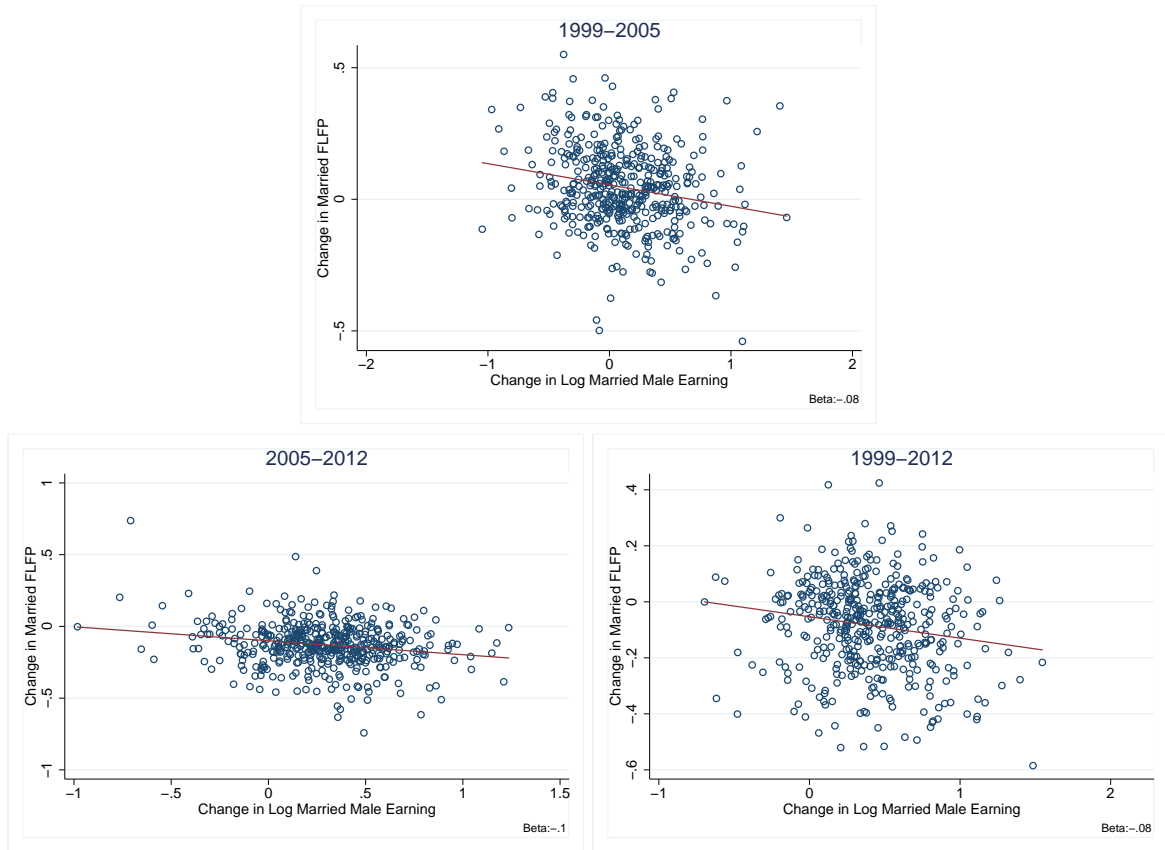 1999–2005
Change in Married FLFP
.5
0
−.5
−2 −1 0 1 2
Change in Log Married Male Earning
Beta:−.08
2005–2012
Change in Married FLFP
1
.5
0
−.5
−1
−1 −.5 0 .5 1 1.5
Change in Log Married Male Earning
Beta:−.1
1999–2012
Change in Married FLFP
.4
.2
0
−.2
−.4
−.6
−1 0 1 2
Change in Log Married Male Earning
Beta:−.08